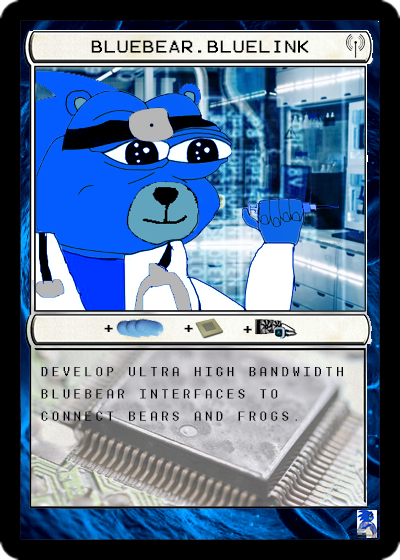 BLUEBEAR.BLUELINK
+ + +
DEVELOP ULTRA HIGH BANDWIDTH
BLUEBEAR INTERFACES TO
CONNECT BEARS AND FROGS.